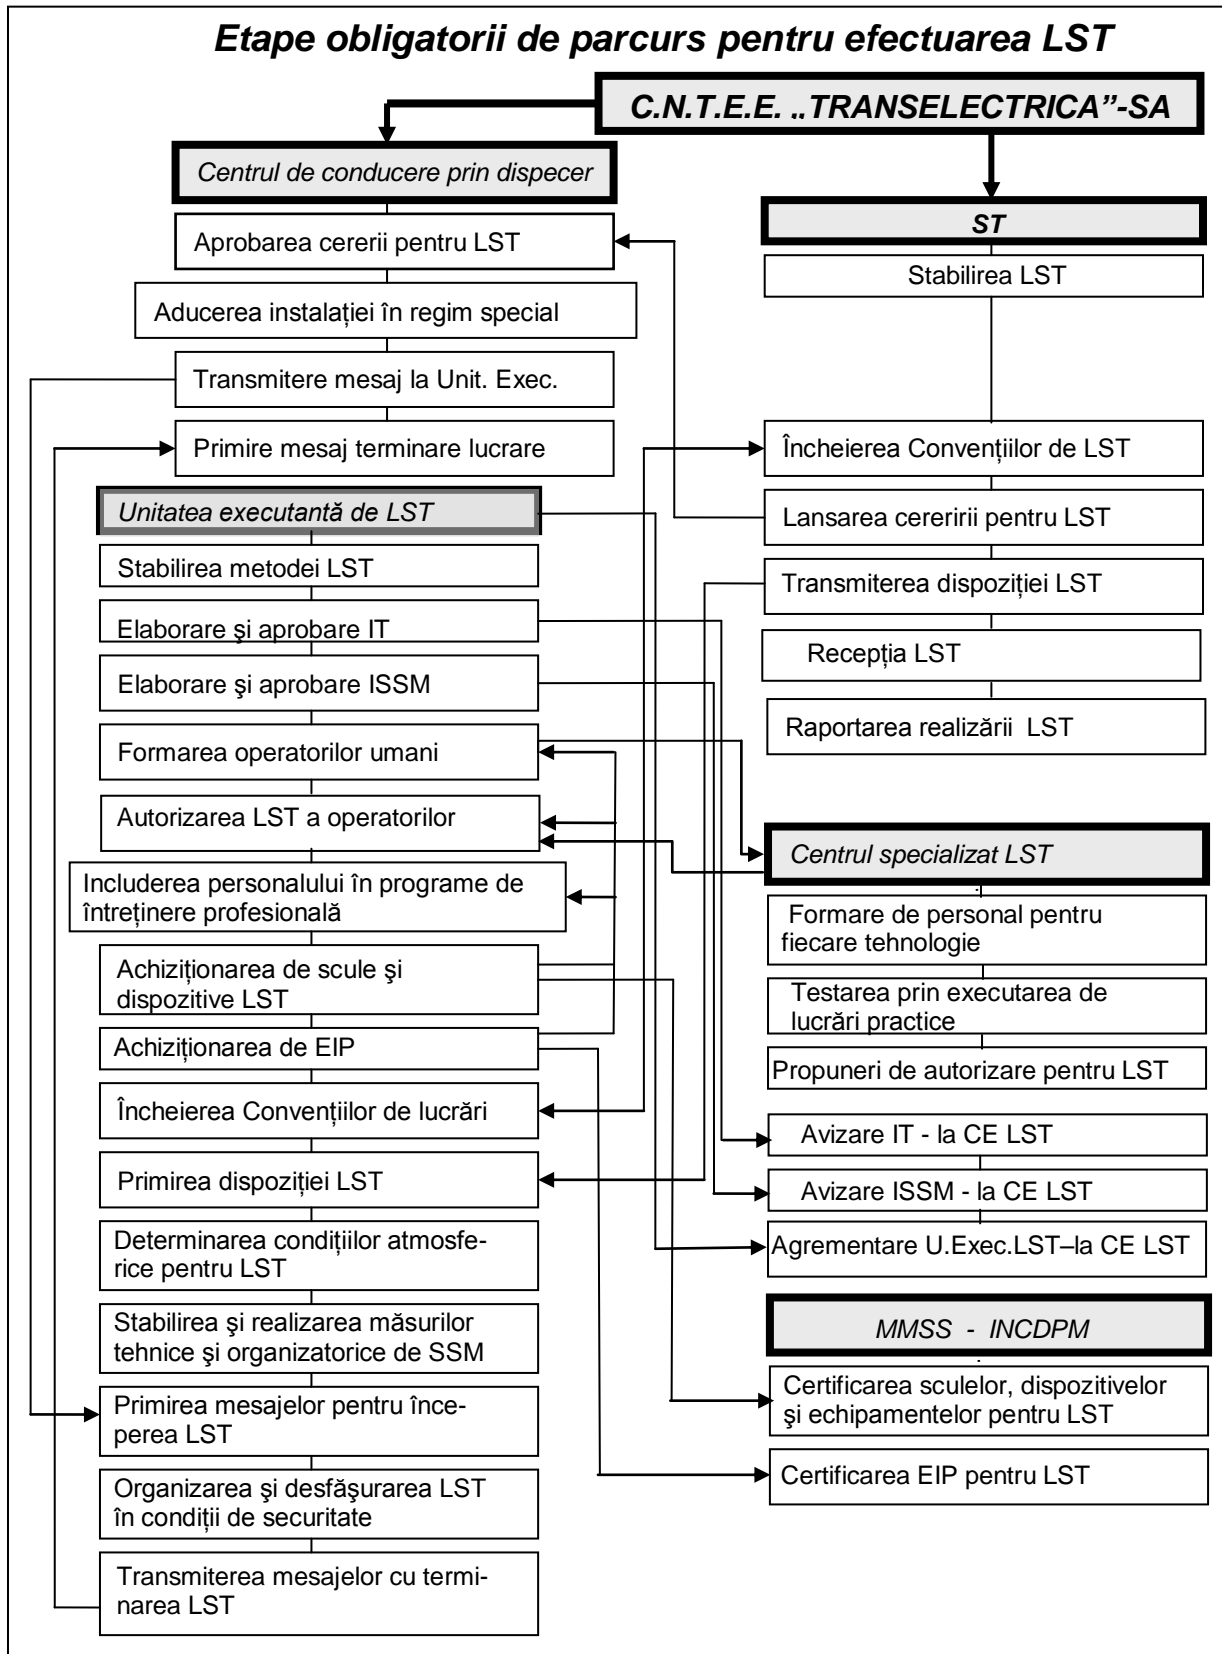 Etape obligatorii de parcurs pentru efectuarea LST
C.N.T.E.E. „TRANSELECTRICA”-SA
Centrul de conducere prin dispecer
Aprobarea cererii pentru LST
Aducerea instalației în regim special
Transmitere mesaj la Unit. Exec.
Primire mesaj terminare lucrare
ST
Stabilirea LST
Încheierea Convențiilor de LST
Lansarea cereririi pentru LST
Transmiterea dispoziției LST
Recepția LST
Raportarea realizării LST
Unitatea executantă de LST
Stabilirea metodei LST
Elaborare şi aprobare IT
Elaborare şi aprobare ISSM
Formarea operatorilor umani
Autorizarea LST a operatorilor
Includerea personalului în programe de
întreținere profesională
Achiziționarea de scule şi
dispozitive LST
Achiziționarea de EIP
Încheierea Convențiilor de lucrări
Primirea dispoziției LST
Determinarea condițiilor atmosfe-
rice pentru LST
Stabilirea şi realizarea măsurilor
tehnice şi organizatorice de SSM
Primirea mesajelor pentru înce-
perea LST
Organizarea şi desfăşurarea LST
în condiții de securitate
Transmiterea mesajelor cu termi-
narea LST
Centrul specializat LST
Formare de personal pentru
fiecare tehnologie
Testarea prin executarea de
lucrări practice
Propuneri de autorizare pentru LST
Avizare IT - la CE LST
Avizare ISSM - la CE LST
Agrementare U.Exec.LST–la CE LST
MMSS - INCDPM
Certificarea sculelor, dispozitivelor
şi echipamentelor pentru LST
Certificarea EIP pentru LST